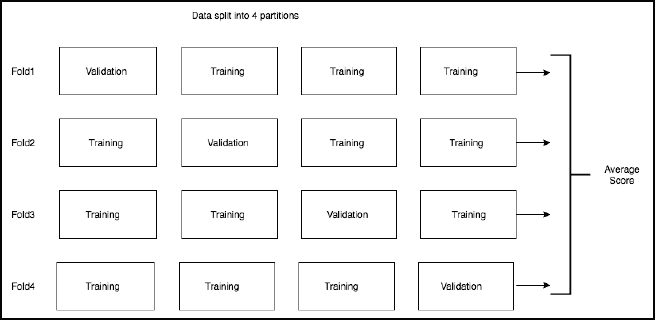 Data split into 4 partitions
Fold1 Validation Training Training Training
Fold2 Training Validation Training Training
Average
Score
Fold3 Training Training Validation Training
Fold4 Training Training Training Validation